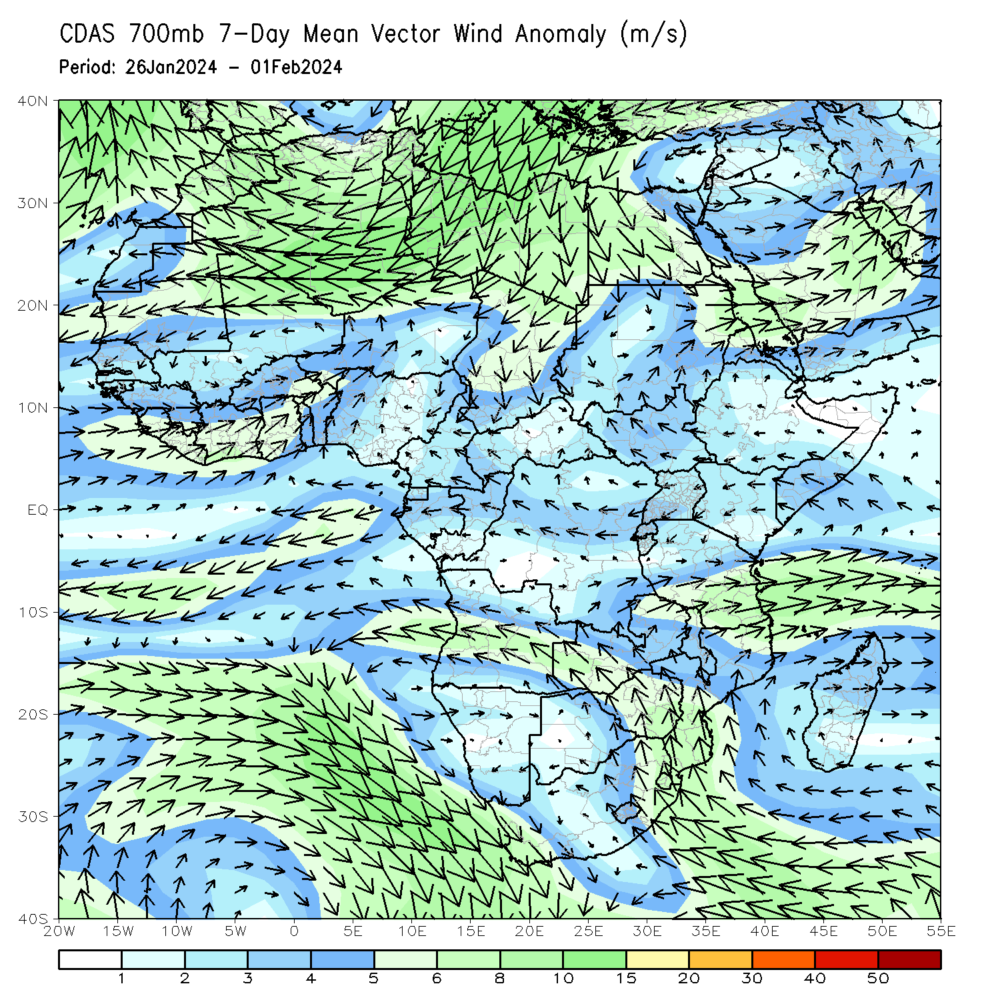 CDAS 700mb 7-Day Mean Vector Wind Anomaly (m/s)
Period: 26Jan2024 - 01Feb2024
40N
30N
20N
10N
EQ
10S
20S
30S
40S
20W 15W 10W 5W 0 5E 10E 15E 20E 25E 30E 35E 40E 45E 50E 55E
1 2 3 4 5 6 8 10 15 20 30 40 50